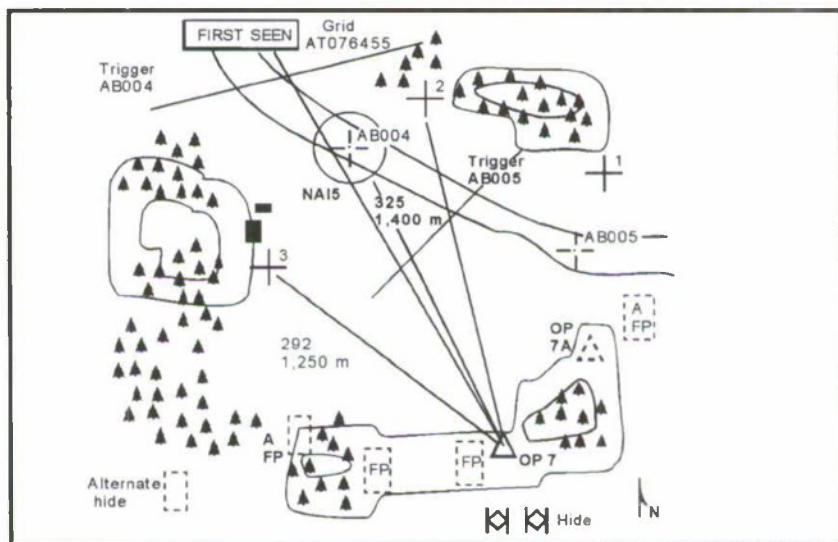 FIRST SEEN
Grid
AT076455
Trigger
AB004
2
AB004
1
Trigger
AB005
NAI5
325
1,400 m
AB005
3
A
FP
OP
7A
292
1,250 m
A
FP
FP
FP
OP 7
Alternate
hide
Hide
N